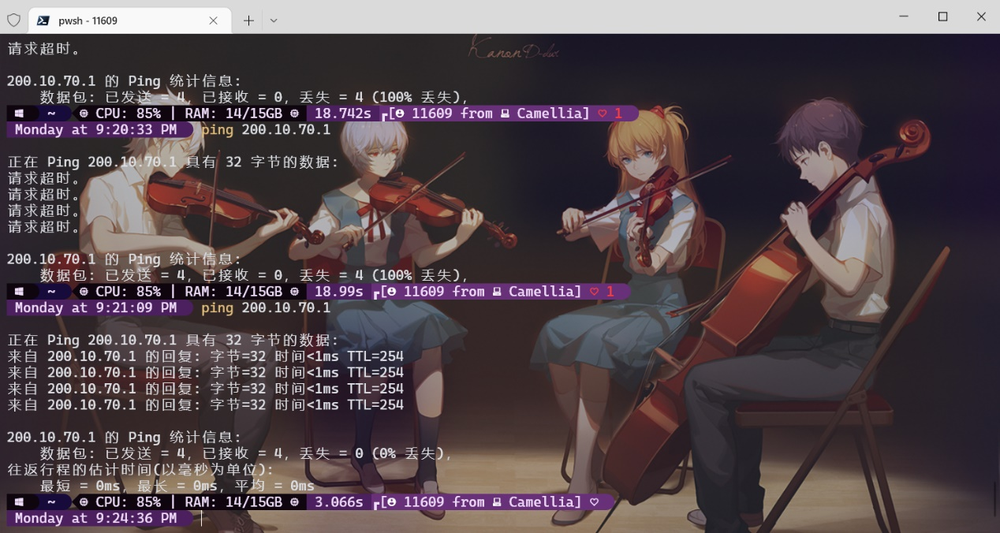 pwsh - 11609
Kanon D-dur
请求超时。
200.10.70.1 的 Ping 统计信息:
数据包: 已发送 = 4, 已接收 = 0, 丢失 = 4 (100% 丢失),
~ CPU: 85% | RAM: 14/15GB 18.742s ┏[ 11609 from Camellia] ♡ 1
Monday at 9:20:33 PM ping 200.10.70.1
正在 Ping 200.10.70.1 具有 32 字节的数据:
请求超时。
请求超时。
请求超时。
请求超时。
200.10.70.1 的 Ping 统计信息:
数据包: 已发送 = 4, 已接收 = 0, 丢失 = 4 (100% 丢失),
~ CPU: 85% | RAM: 14/15GB 18.99s ┏[ 11609 from Camellia] ♡ 1
Monday at 9:21:09 PM ping 200.10.70.1
正在 Ping 200.10.70.1 具有 32 字节的数据:
来自 200.10.70.1 的回复: 字节=32 时间<1ms TTL=254
来自 200.10.70.1 的回复: 字节=32 时间<1ms TTL=254
来自 200.10.70.1 的回复: 字节=32 时间<1ms TTL=254
来自 200.10.70.1 的回复: 字节=32 时间<1ms TTL=254
200.10.70.1 的 Ping 统计信息:
数据包: 已发送 = 4, 已接收 = 4, 丢失 = 0 (0% 丢失),
往返行程的估计时间(以毫秒为单位):
最短 = 0ms, 最长 = 0ms, 平均 = 0ms
~ CPU: 85% | RAM: 14/15GB 3.066s ┏[ 11609 from Camellia] ♡
Monday at 9:24:36 PM